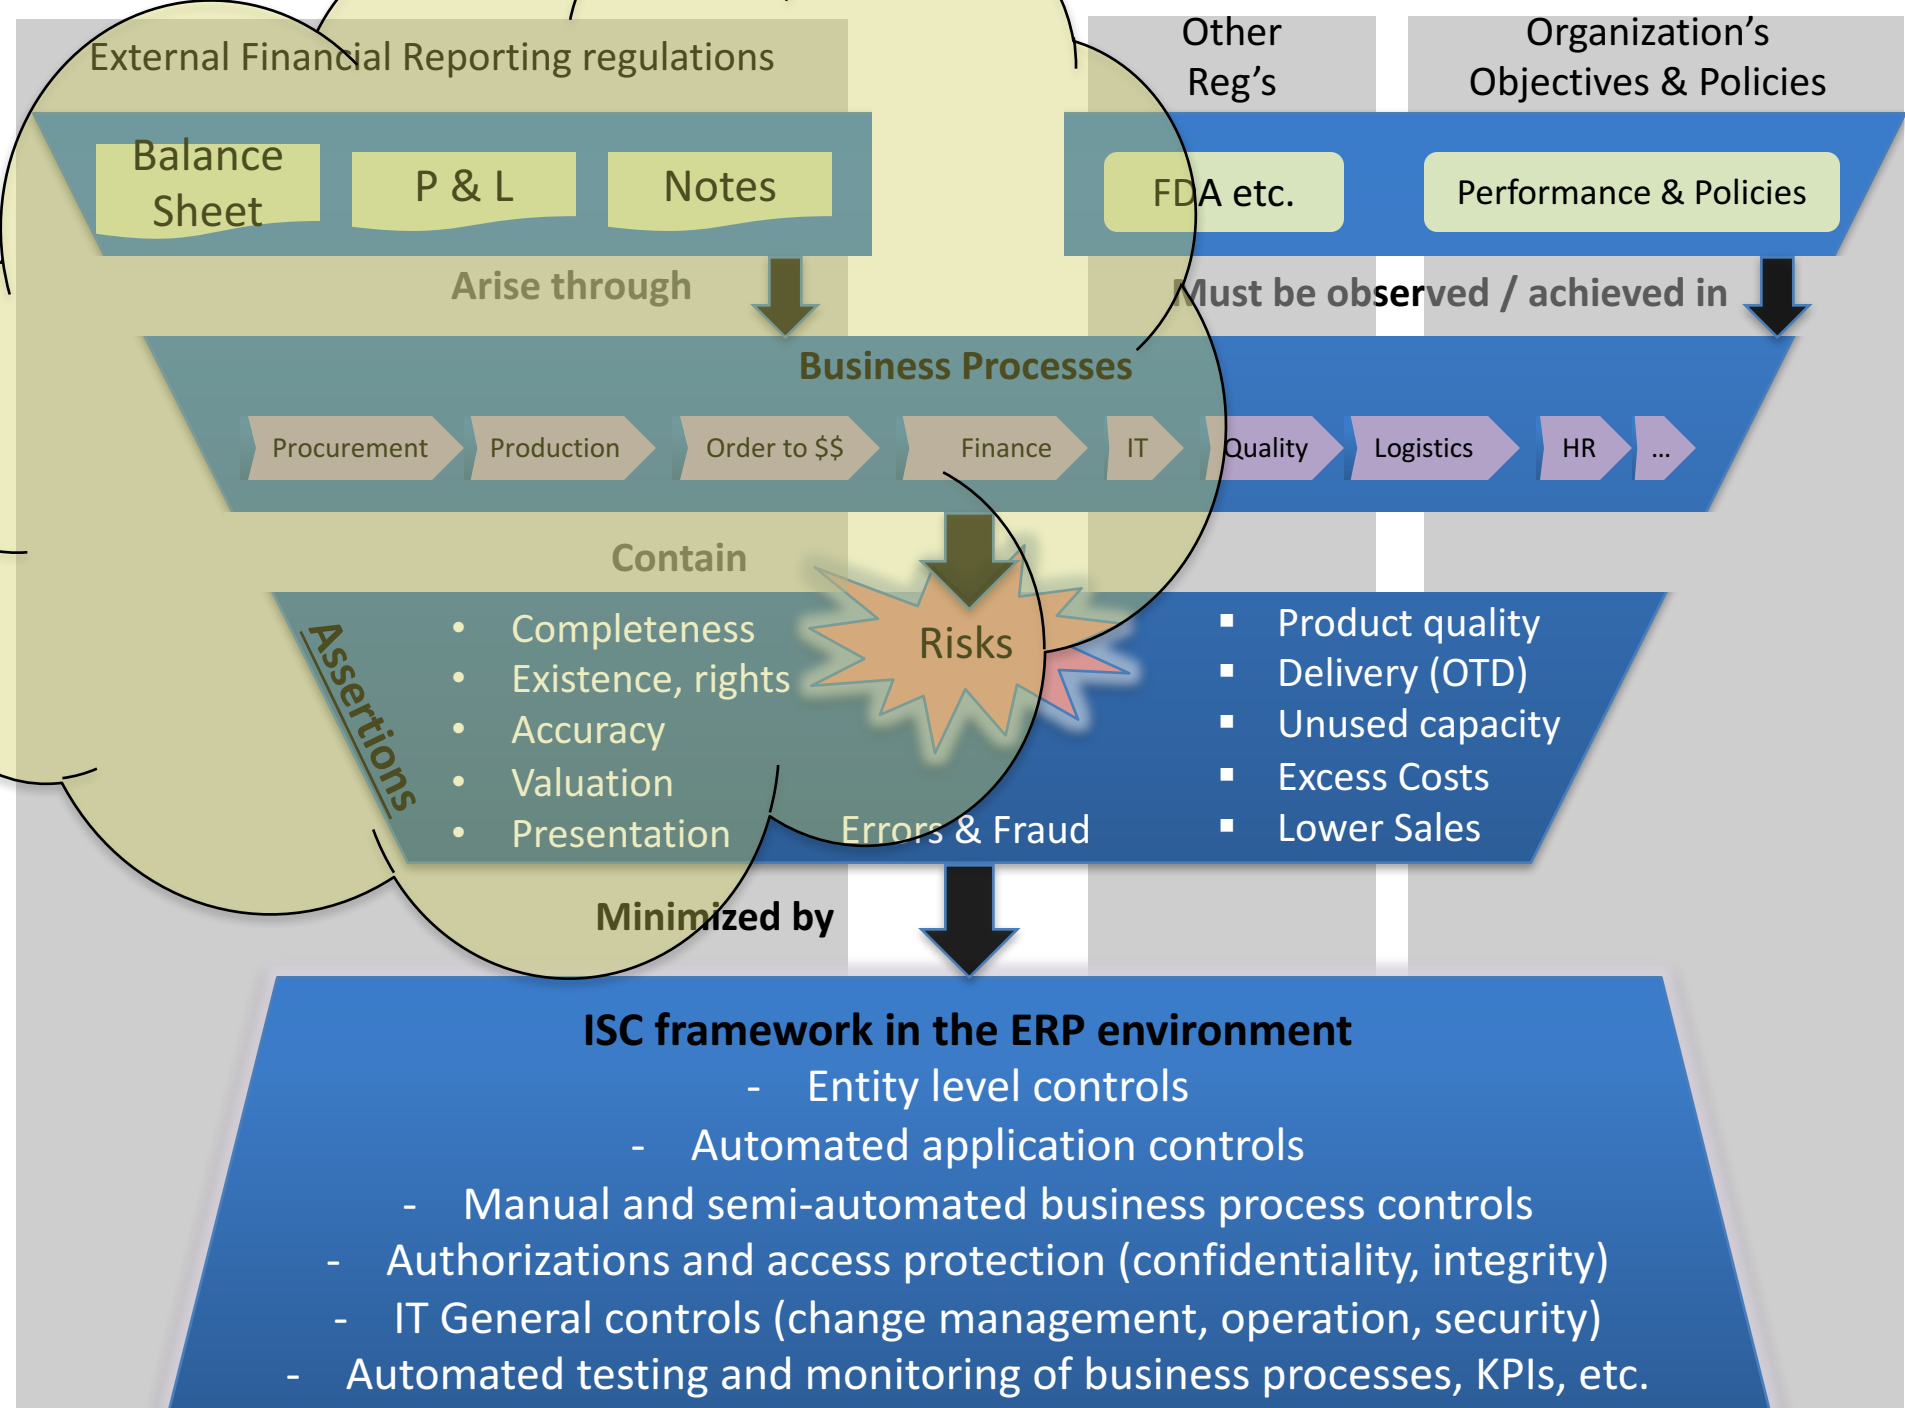 External Financial Reporting regulations
Other
Reg's
Organization's
Objectives & Policies
Balance
Sheet
P & L
Notes
FDA etc.
Performance & Policies
Arise through
Must be observed / achieved in
Business Processes
Procurement
Production
Order to $$
Finance
IT
Quality
Logistics
HR
...
Contain
Risks
Assertions
• Completeness
• Existence, rights
• Accuracy
• Valuation
• Presentation
Errors & Fraud
▪ Product quality
▪ Delivery (OTD)
▪ Unused capacity
▪ Excess Costs
▪ Lower Sales
Minimized by
ISC framework in the ERP environment
- Entity level controls
- Automated application controls
- Manual and semi-automated business process controls
- Authorizations and access protection (confidentiality, integrity)
- IT General controls (change management, operation, security)
- Automated testing and monitoring of business processes, KPIs, etc.